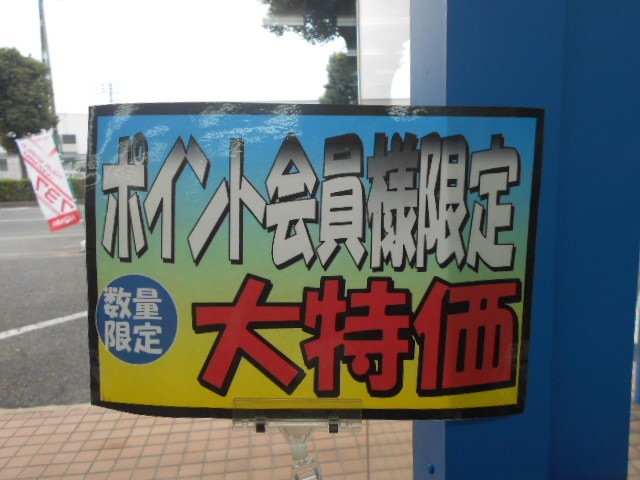 ポイント会員様限定
数量
限定
大特価